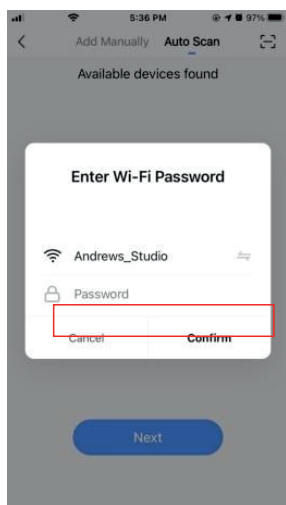 5:36 PM 97%
Add Manually Auto Scan
Available devices found
Enter Wi-Fi Password
Andrews_Studio
Password
Cancel Confirm
Next